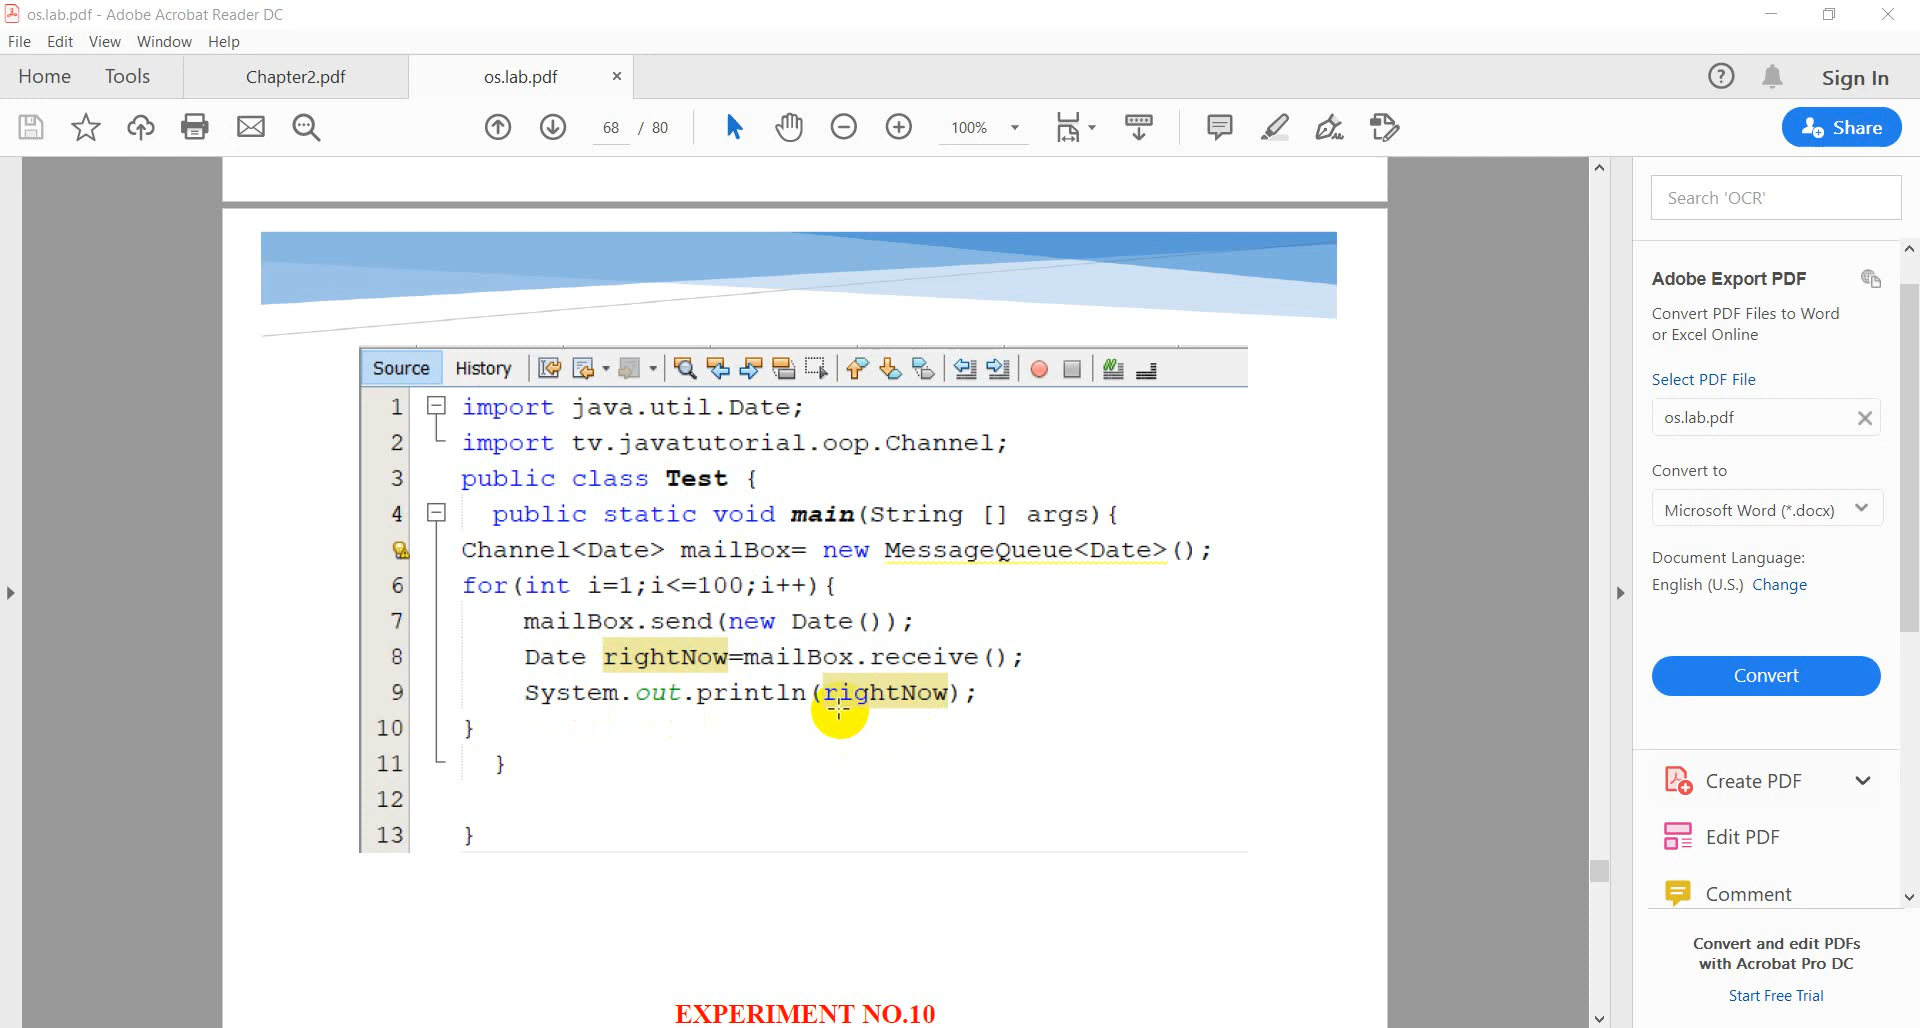 os.lab.pdf - Adobe Acrobat Reader DC
File Edit View Window Help
Home Tools Chapter2.pdf os.lab.pdf × Sign In
68 / 80 100% Share
Search 'OCR'
Adobe Export PDF
Convert PDF Files to Word
or Excel Online
Select PDF File
os.lab.pdf
Convert to
Microsoft Word (*.docx)
Document Language:
English (U.S.) Change
Convert
Create PDF
Edit PDF
Comment
Convert and edit PDFs
with Acrobat Pro DC
Start Free Trial
Source History
1 import java.util.Date;
2 import tv.javatutorial.oop.Channel;
3 public class Test {
4 public static void main(String [] args){
Channel<Date> mailBox= new MessageQueue<Date>();
6 for(int i=1;i<=100;i++){
7 mailBox.send(new Date());
8 Date rightNow=mailBox.receive();
9 System.out.println(rightNow);
10 }
11 }
12
13 }
EXPERIMENT NO.10